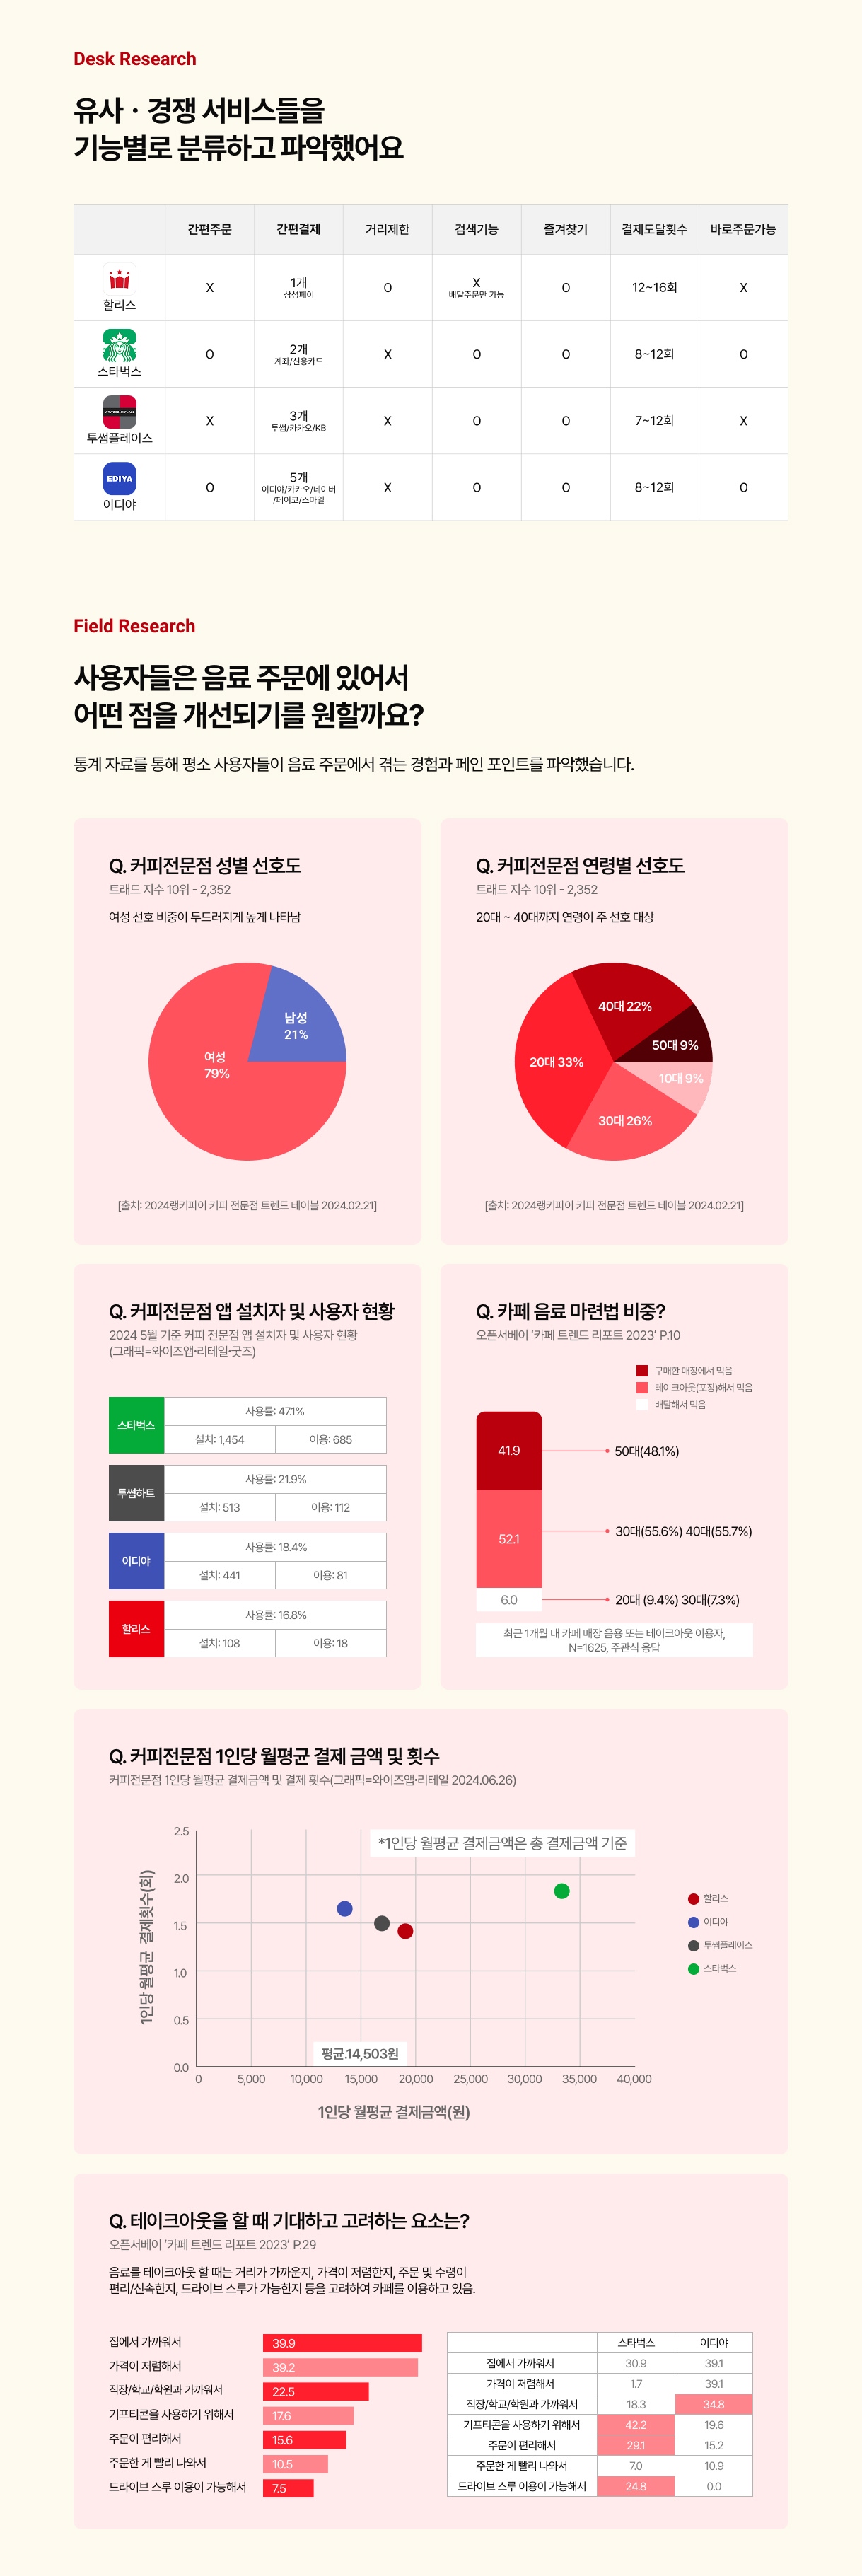 Desk Research
유사 · 경쟁 서비스들을
기능별로 분류하고 파악했어요
간편주문 간편결제 거리제한 검색기능 즐겨찾기 결제도달횟수 바로주문가능
할리스 X 1개 O X O 12~16회 X
삼성페이 배달주문만 가능
스타벅스 O 2개 X O O 8~12회 O
계좌/신용카드
A TWOSOME PLACE
투썸플레이스 X 3개 X O O 7~12회 X
투썸/카카오/KB
EDIYA
이디야 O 5개 X O O 8~12회 O
이디야/카카오/네이버
/페이코/스마일
Field Research
사용자들은 음료 주문에 있어서
어떤 점을 개선되기를 원할까요?
통계 자료를 통해 평소 사용자들이 음료 주문에서 겪는 경험과 페인 포인트를 파악했습니다.
Q. 커피전문점 성별 선호도
트래드 지수 10위 - 2,352
여성 선호 비중이 두드러지게 높게 나타남
남성
21%
여성
79%
[출처: 2024랭키파이 커피 전문점 트렌드 테이블 2024.02.21]
Q. 커피전문점 연령별 선호도
트래드 지수 10위 - 2,352
20대 ~ 40대까지 연령이 주 선호 대상
40대 22%
50대 9%
20대 33%
10대 9%
30대 26%
[출처: 2024랭키파이 커피 전문점 트렌드 테이블 2024.02.21]
Q. 커피전문점 앱 설치자 및 사용자 현황
2024 5월 기준 커피 전문점 앱 설치자 및 사용자 현황
(그래픽=와이즈앱·리테일·굿즈)
스타벅스
사용률: 47.1%
설치: 1,454 이용: 685
투썸하트
사용률: 21.9%
설치: 513 이용: 112
이디야
사용률: 18.4%
설치: 441 이용: 81
할리스
사용률: 16.8%
설치: 108 이용: 18
Q. 카페 음료 마련법 비중?
오픈서베이 '카페 트렌드 리포트 2023' P.10
구매한 매장에서 먹음
테이크아웃(포장)해서 먹음
배달해서 먹음
41.9 50대(48.1%)
52.1 30대(55.6%) 40대(55.7%)
6.0 20대 (9.4%) 30대(7.3%)
최근 1개월 내 카페 매장 음용 또는 테이크아웃 이용자,
N=1625, 주관식 응답
Q. 커피전문점 1인당 월평균 결제 금액 및 횟수
커피전문점 1인당 월평균 결제금액 및 결제 횟수(그래픽=와이즈앱·리테일 2024.06.26)
*1인당 월평균 결제금액은 총 결제금액 기준
1인당 월평균 결제횟수(회)
2.5
2.0
1.5
1.0
0.5
0.0
할리스
이디야
투썸플레이스
스타벅스
평균.14,503원
0 5,000 10,000 15,000 20,000 25,000 30,000 35,000 40,000
1인당 월평균 결제금액(원)
Q. 테이크아웃을 할 때 기대하고 고려하는 요소는?
오픈서베이 '카페 트렌드 리포트 2023' P.29
음료를 테이크아웃 할 때는 거리가 가까운지, 가격이 저렴한지, 주문 및 수령이
편리/신속한지, 드라이브 스루가 가능한지 등을 고려하여 카페를 이용하고 있음.
집에서 가까워서 39.9
가격이 저렴해서 39.2
직장/학교/학원과 가까워서 22.5
기프티콘을 사용하기 위해서 17.6
주문이 편리해서 15.6
주문한 게 빨리 나와서 10.5
드라이브 스루 이용이 가능해서 7.5
스타벅스 이디야
집에서 가까워서 30.9 39.1
가격이 저렴해서 1.7 39.1
직장/학교/학원과 가까워서 18.3 34.8
기프티콘을 사용하기 위해서 42.2 19.6
주문이 편리해서 29.1 15.2
주문한 게 빨리 나와서 7.0 10.9
드라이브 스루 이용이 가능해서 24.8 0.0